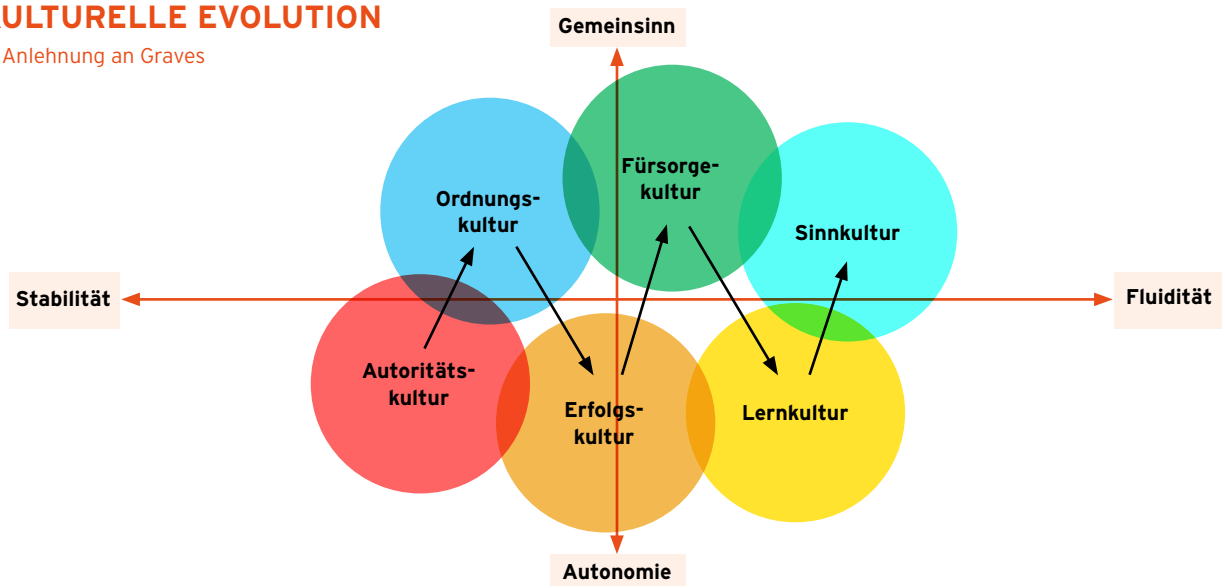 ULTURELLE EVOLUTION
Anlehnung an Graves
Gemeinsinn
Fürsorge-
kultur
Ordnungs-
kultur
Sinnkultur
Stabilität
Fluidität
Autoritäts-
kultur
Erfolgs-
kultur
Lernkultur
Autonomie